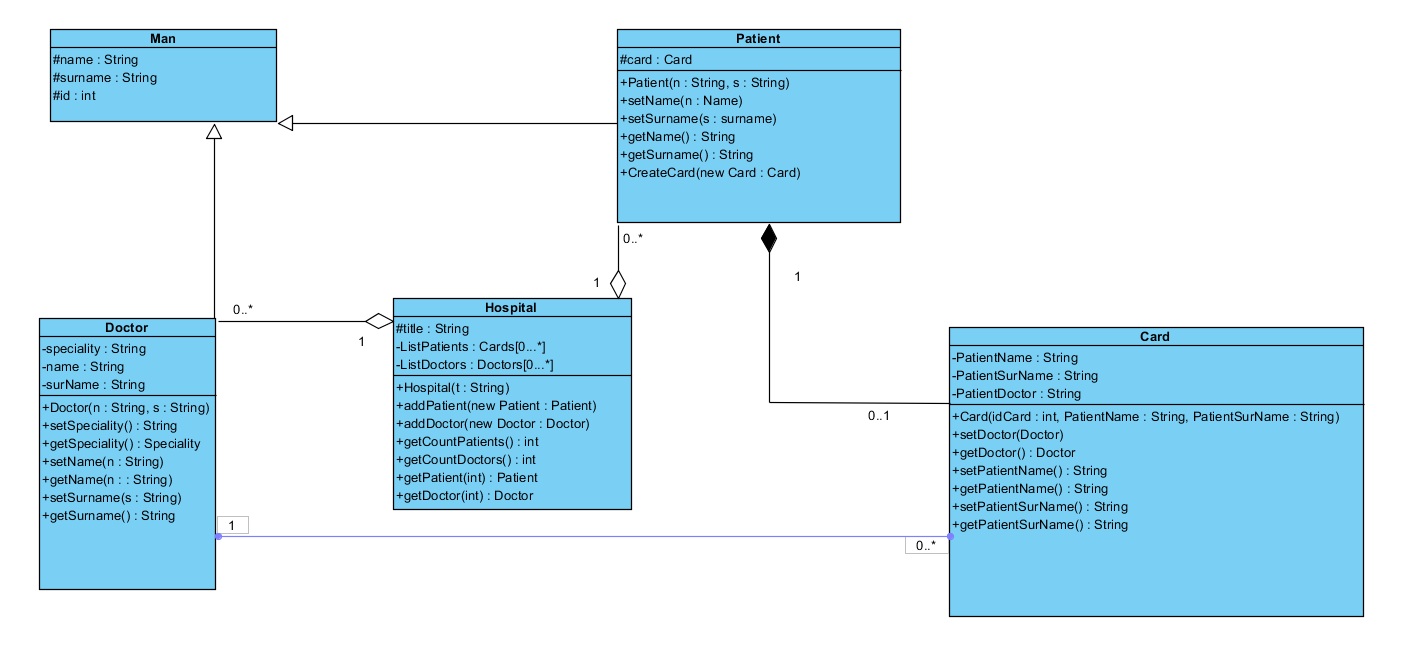 Man
#name : String
#surname : String
#id : int
Patient
#card : Card
+Patient(n : String, s : String)
+setName(n : Name)
+setSurname(s : surname)
+getName() : String
+getSurname() : String
+CreateCard(new Card : Card)
0..*
1
1
0..1
0..*
1
Hospital
#title : String
-ListPatients : Cards[0...*]
-ListDoctors : Doctors[0...*]
+Hospital(t : String)
+addPatient(new Patient : Patient)
+addDoctor(new Doctor : Doctor)
+getCountPatients() : int
+getCountDoctors() : int
+getPatient(int) : Patient
+getDoctor(int) : Doctor
Doctor
-speciality : String
-name : String
-surName : String
+Doctor(n : String, s : String)
+setSpeciality() : String
+getSpeciality() : Speciality
+setName(n : String)
+getName(n : : String)
+setSurname(s : String)
+getSurname() : String
1
0..*
Card
-PatientName : String
-PatientSurName : String
-PatientDoctor : String
+Card(idCard : int, PatientName : String, PatientSurName : String)
+setDoctor(Doctor)
+getDoctor() : Doctor
+setPatientName() : String
+getPatientName() : String
+setPatientSurName() : String
+getPatientSurName() : String